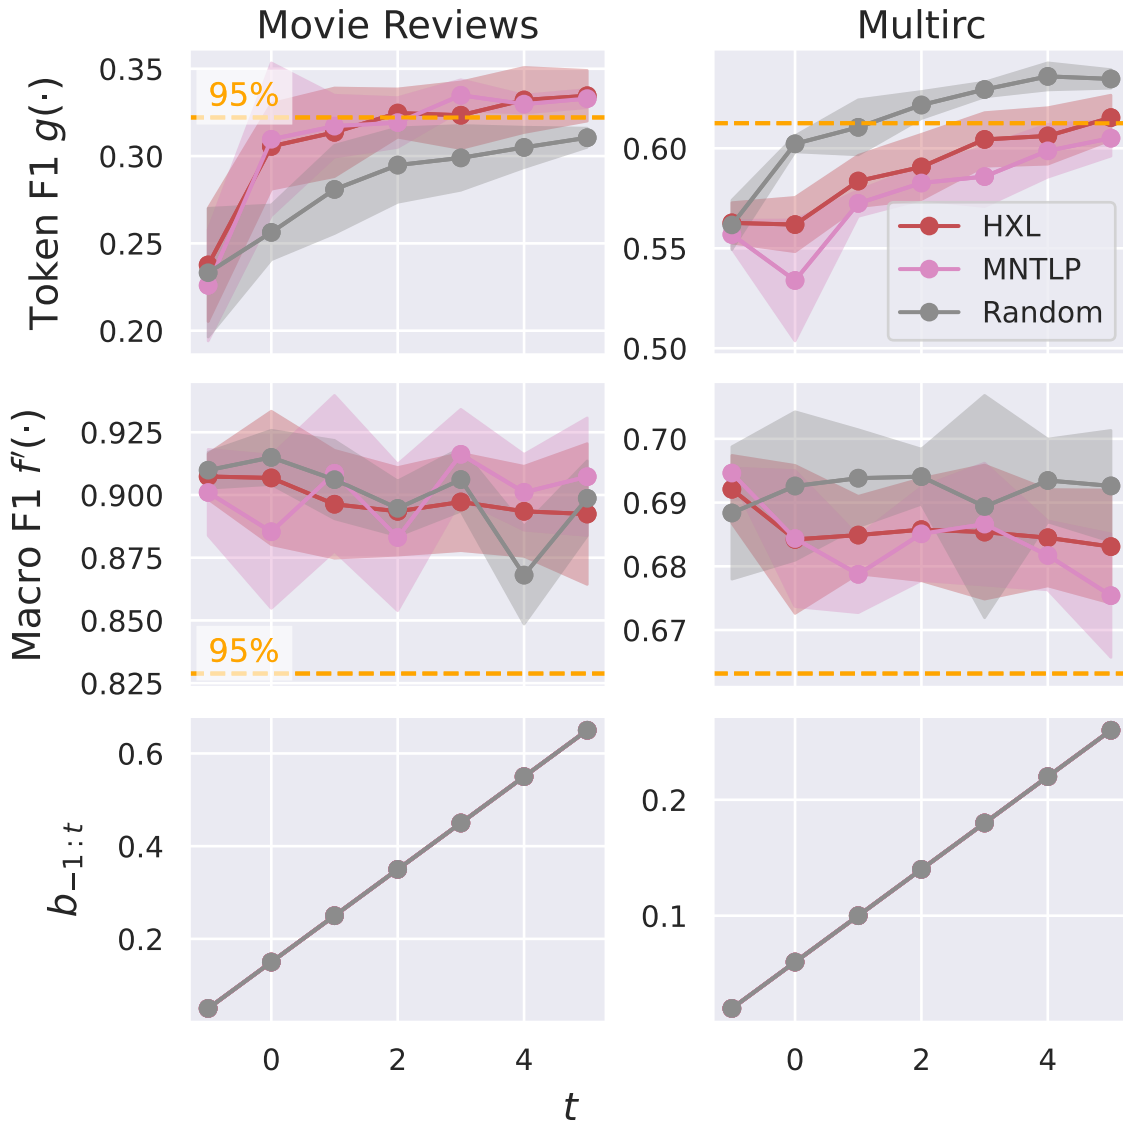 Movie Reviews
Multirc
Token F1 g(·)
0.35
0.30
0.25
0.20
95%
0.60
0.55
0.50
HXL
MNTLP
Random
Macro F1 f′(·)
0.925
0.900
0.875
0.850
0.825
95%
0.70
0.69
0.68
0.67
b−1 : t
0.6
0.4
0.2
0.2
0.1
0 2 4
0 2 4
t